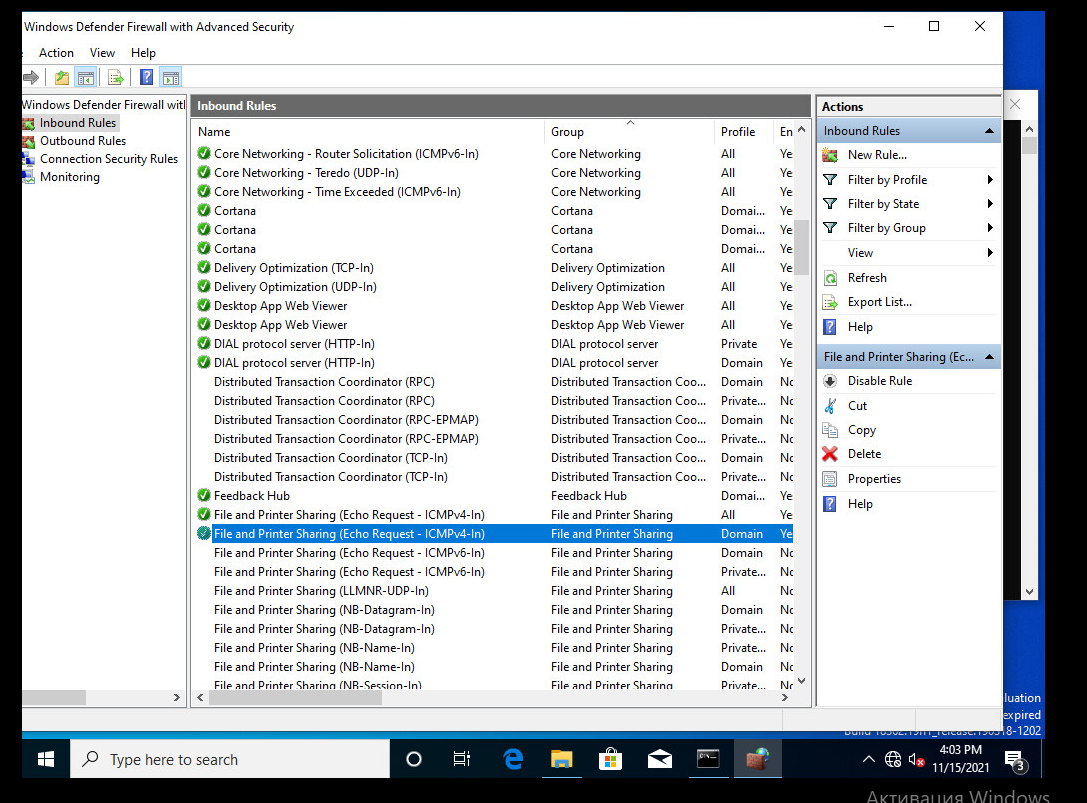 Windows Defender Firewall with Advanced Security
Action View Help
Windows Defender Firewall wit
Inbound Rules
Outbound Rules
Connection Security Rules
Monitoring
Inbound Rules
Name Group Profile En
Core Networking - Router Solicitation (ICMPv6-In) Core Networking All Ye
Core Networking - Teredo (UDP-In) Core Networking All Ye
Core Networking - Time Exceeded (ICMPv6-In) Core Networking All Ye
Cortana Cortana Domai... Ye
Cortana Cortana Domai... Ye
Cortana Cortana Domai... Ye
Delivery Optimization (TCP-In) Delivery Optimization All Ye
Delivery Optimization (UDP-In) Delivery Optimization All Ye
Desktop App Web Viewer Desktop App Web Viewer All Ye
Desktop App Web Viewer Desktop App Web Viewer All Ye
DIAL protocol server (HTTP-In) DIAL protocol server Private Ye
DIAL protocol server (HTTP-In) DIAL protocol server Domain Ye
Distributed Transaction Coordinator (RPC) Distributed Transaction Coo... Domain No
Distributed Transaction Coordinator (RPC) Distributed Transaction Coo... Private... No
Distributed Transaction Coordinator (RPC-EPMAP) Distributed Transaction Coo... Domain No
Distributed Transaction Coordinator (RPC-EPMAP) Distributed Transaction Coo... Private... No
Distributed Transaction Coordinator (TCP-In) Distributed Transaction Coo... Domain No
Distributed Transaction Coordinator (TCP-In) Distributed Transaction Coo... Private... No
Feedback Hub Feedback Hub Domai... Ye
File and Printer Sharing (Echo Request - ICMPv4-In) File and Printer Sharing All Ye
File and Printer Sharing (Echo Request - ICMPv4-In) File and Printer Sharing Domain Ye
File and Printer Sharing (Echo Request - ICMPv6-In) File and Printer Sharing Domain No
File and Printer Sharing (Echo Request - ICMPv6-In) File and Printer Sharing Private... No
File and Printer Sharing (LLMNR-UDP-In) File and Printer Sharing All No
File and Printer Sharing (NB-Datagram-In) File and Printer Sharing Domain No
File and Printer Sharing (NB-Datagram-In) File and Printer Sharing Private... No
File and Printer Sharing (NB-Name-In) File and Printer Sharing Private... No
File and Printer Sharing (NB-Name-In) File and Printer Sharing Domain No
File and Printer Sharing (NB-Session-In) File and Printer Sharing Private... No
Actions
Inbound Rules
New Rule...
Filter by Profile
Filter by State
Filter by Group
View
Refresh
Export List...
Help
File and Printer Sharing (Ec...
Disable Rule
Cut
Copy
Delete
Properties
Help
luation
expired
Build 18362.19h1_release.190318-1202
Type here to search
4:03 PM
11/15/2021
3
Активация Windows